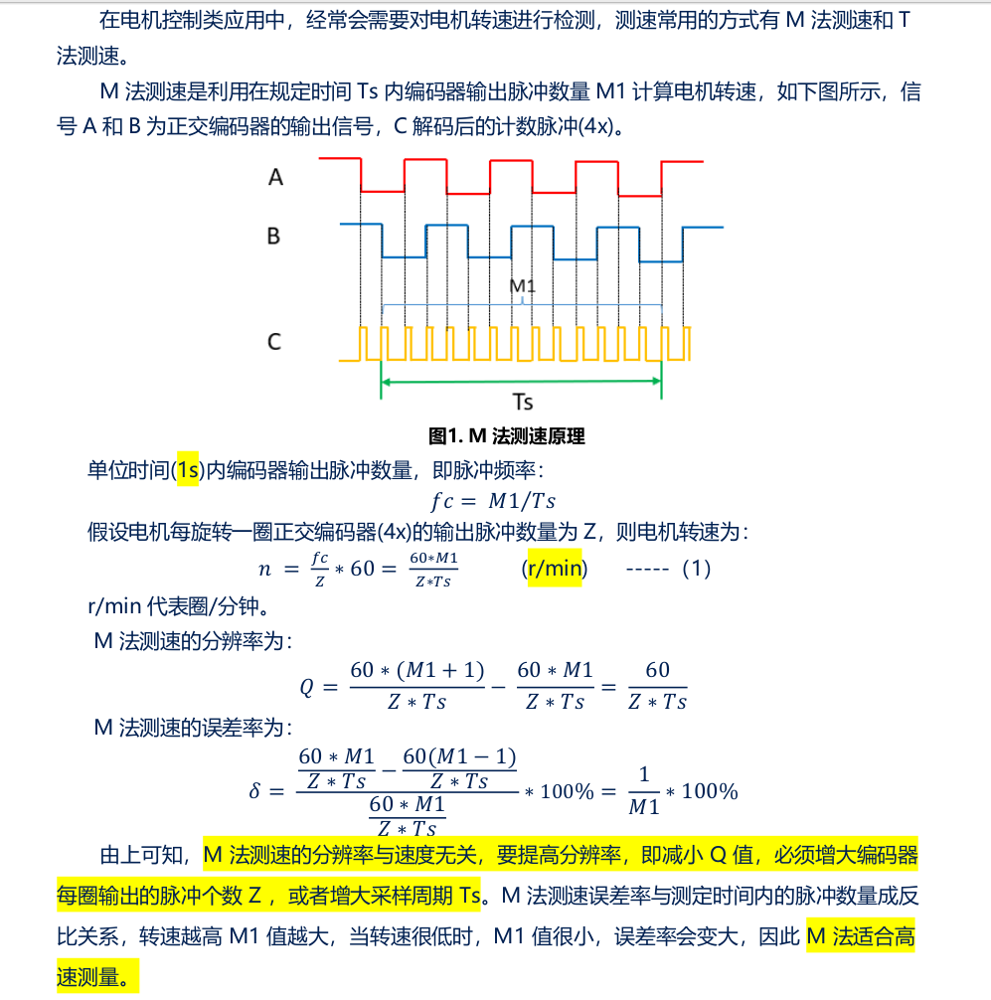 在电机控制类应用中，经常会需要对电机转速进行检测，测速常用的方式有 M 法测速和 T
法测速。
M 法测速是利用在规定时间 Ts 内编码器输出脉冲数量 M1 计算电机转速，如下图所示，信
号 A 和 B 为正交编码器的输出信号，C 解码后的计数脉冲(4x)。
A
B
M1
C
Ts
图1. M 法测速原理
单位时间(1s)内编码器输出脉冲数量，即脉冲频率：
fc = M1/Ts
假设电机每旋转一圈正交编码器(4x)的输出脉冲数量为 Z，则电机转速为：
n = fc/Z * 60 = 60*M1/Z*Ts (r/min) ----- （1）
r/min 代表圈/分钟。
M 法测速的分辨率为：
Q = 60 * (M1 + 1)/Z * Ts − 60 * M1/Z * Ts = 60/Z * Ts
M 法测速的误差率为：
δ = (60 * M1/Z * Ts − 60(M1 − 1)/Z * Ts)/(60 * M1/Z * Ts) * 100% = 1/M1 * 100%
由上可知，M 法测速的分辨率与速度无关，要提高分辨率，即减小 Q 值，必须增大编码器
每圈输出的脉冲个数 Z ，或者增大采样周期 Ts。M 法测速误差率与测定时间内的脉冲数量成反
比关系，转速越高 M1 值越大，当转速很低时，M1 值很小，误差率会变大，因此 M 法适合高
速测量。